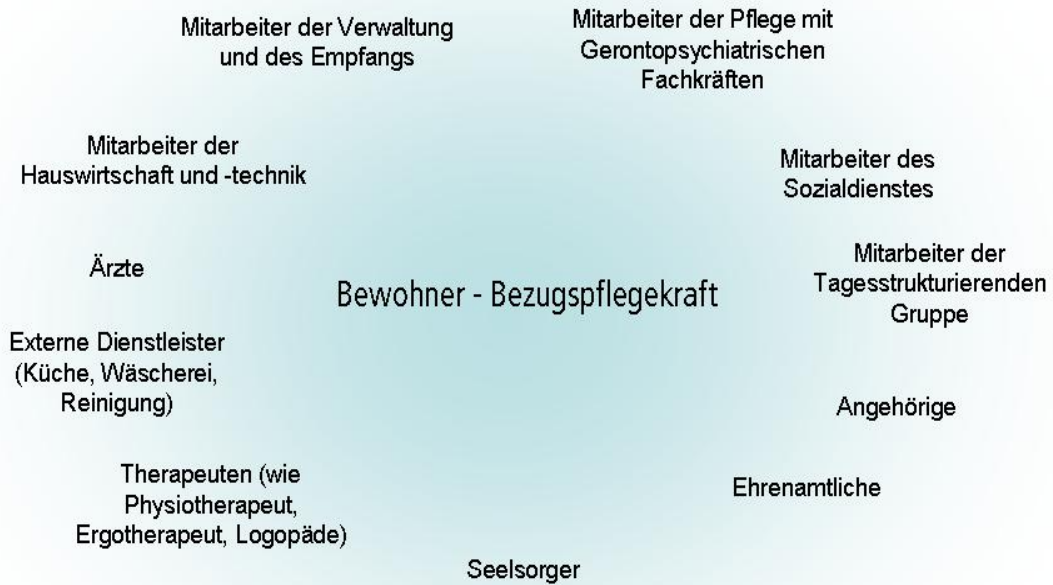 Mitarbeiter der Verwaltung
und des Empfangs
Mitarbeiter der Pflege mit
Gerontopsychiatrischen
Fachkräften
Mitarbeiter der
Hauswirtschaft und -technik
Mitarbeiter des
Sozialdienstes
Ärzte
Bewohner - Bezugspflegekraft
Mitarbeiter der
Tagesstrukturierenden
Gruppe
Externe Dienstleister
(Küche, Wäscherei,
Reinigung)
Angehörige
Therapeuten (wie
Physiotherapeut,
Ergotherapeut, Logopäde)
Ehrenamtliche
Seelsorger